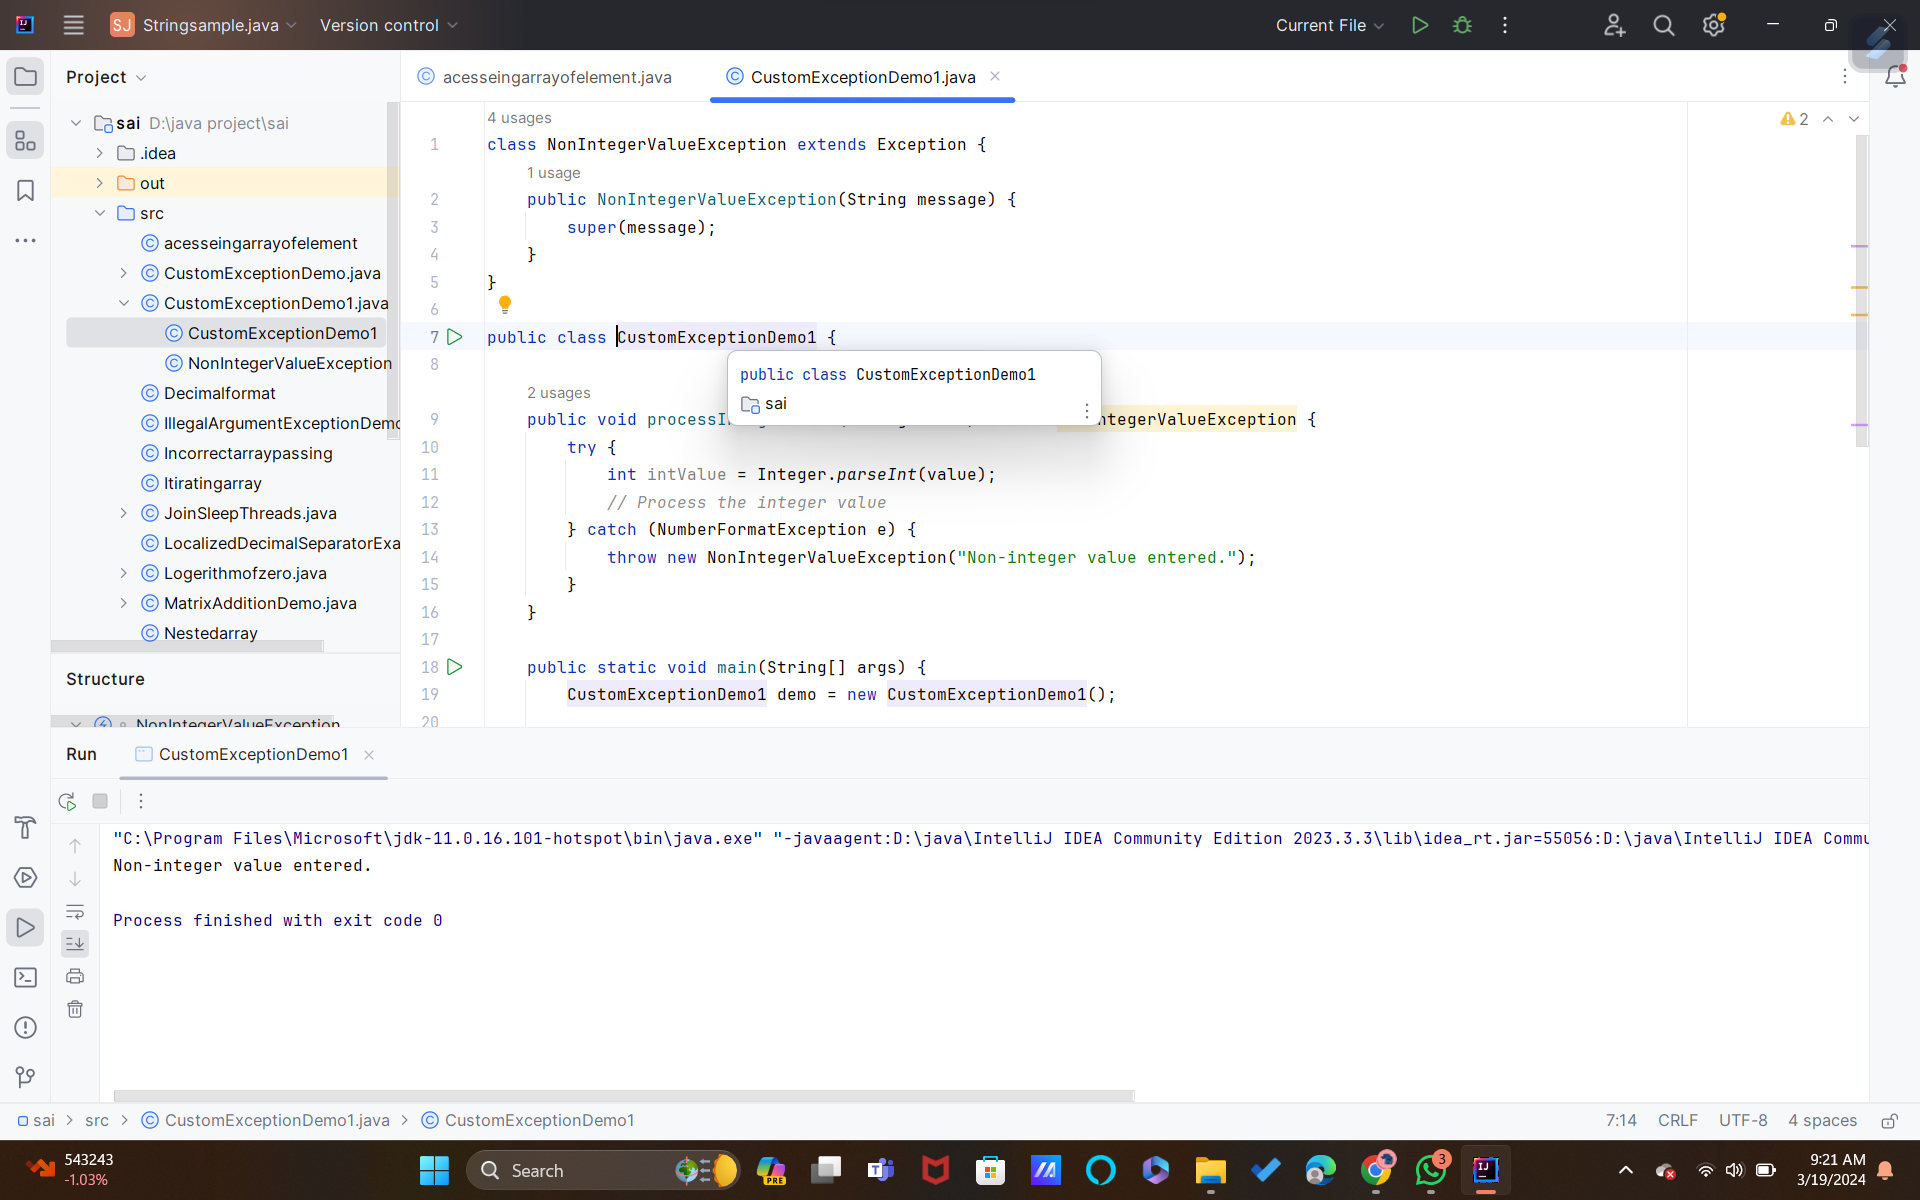 SJ Stringsample.java Version control Current File
Project
acesseingarrayofelement.java CustomExceptionDemo1.java
sai D:\java project\sai
.idea
out
src
acesseingarrayofelement
CustomExceptionDemo.java
CustomExceptionDemo1.java
CustomExceptionDemo1
NonIntegerValueException
Decimalformat
IllegalArgumentExceptionDemo
Incorrectarraypassing
Itiratingarray
JoinSleepThreads.java
LocalizedDecimalSeparatorExa
Logerithmofzero.java
MatrixAdditionDemo.java
Nestedarray
Structure
NonIntegerValueException
4 usages
2
1 class NonIntegerValueException extends Exception {
1 usage
2 public NonIntegerValueException(String message) {
3 super(message);
4 }
5 }
6
7 public class CustomExceptionDemo1 {
8
public class CustomExceptionDemo1
sai
2 usages
9 public void processI ntegerValueException {
10 try {
11 int intValue = Integer.parseInt(value);
12 // Process the integer value
13 } catch (NumberFormatException e) {
14 throw new NonIntegerValueException("Non-integer value entered.");
15 }
16 }
17
18 public static void main(String[] args) {
19 CustomExceptionDemo1 demo = new CustomExceptionDemo1();
20
Run CustomExceptionDemo1
"C:\Program Files\Microsoft\jdk-11.0.16.101-hotspot\bin\java.exe" "-javaagent:D:\java\IntelliJ IDEA Community Edition 2023.3.3\lib\idea_rt.jar=55056:D:\java\IntelliJ IDEA Commu
Non-integer value entered.
Process finished with exit code 0
sai > src > CustomExceptionDemo1.java > CustomExceptionDemo1 7:14 CRLF UTF-8 4 spaces
543243
-1.03%
Search
PRE
3
9:21 AM
3/19/2024